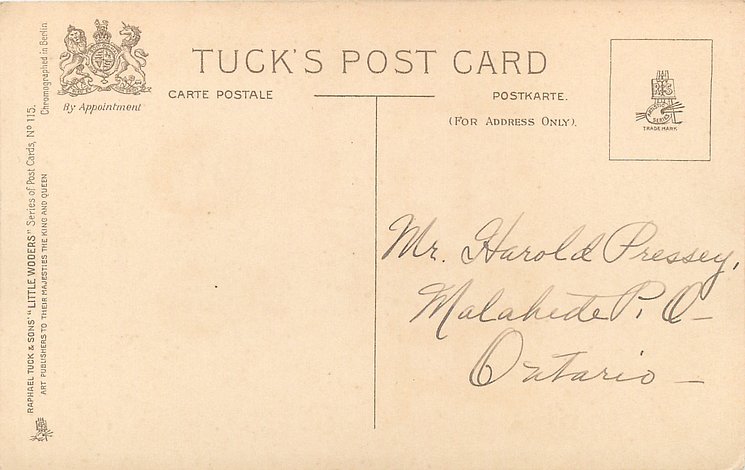 TUCK'S POST CARD
CARTE POSTALE
POSTKARTE.
(FOR ADDRESS ONLY).
By Appointment
TRADE MARK
RAPHAEL TUCK & SONS' "LITTLE WODERS" Series of Post Cards, Nº 115.
ART PUBLISHERS TO THEIR MAJESTIES THE KING AND QUEEN
Chromographed in Berlin
Mr. Harold Pressey,
Malahide P. O —
Ontario —